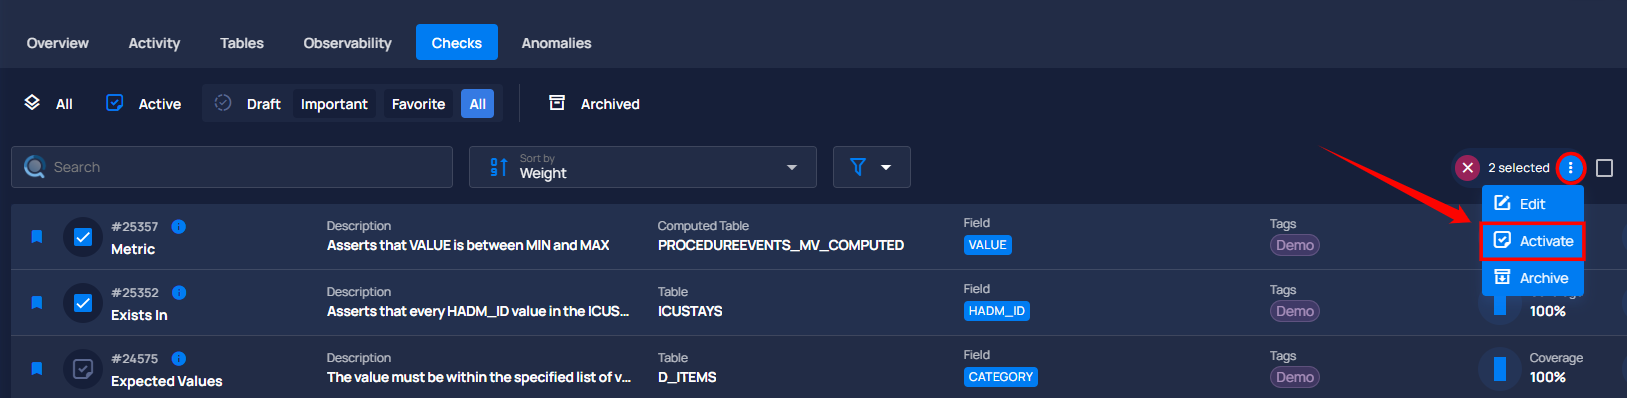 Overview Activity Tables Observability Checks Anomalies
All Active Draft Important Favorite All Archived
Search
Sort by
Weight
2 selected
Edit
Activate
Archive
#25357
Metric
Description
Asserts that VALUE is between MIN and MAX
Computed Table
PROCEDUREEVENTS_MV_COMPUTED
Field
VALUE
Tags
Demo
#25352
Exists In
Description
Asserts that every HADM_ID value in the ICUS...
Table
ICUSTAYS
Field
HADM_ID
Tags
Demo
100%
#24575
Expected Values
Description
The value must be within the specified list of v...
Table
D_ITEMS
Field
CATEGORY
Tags
Demo
Coverage
100%